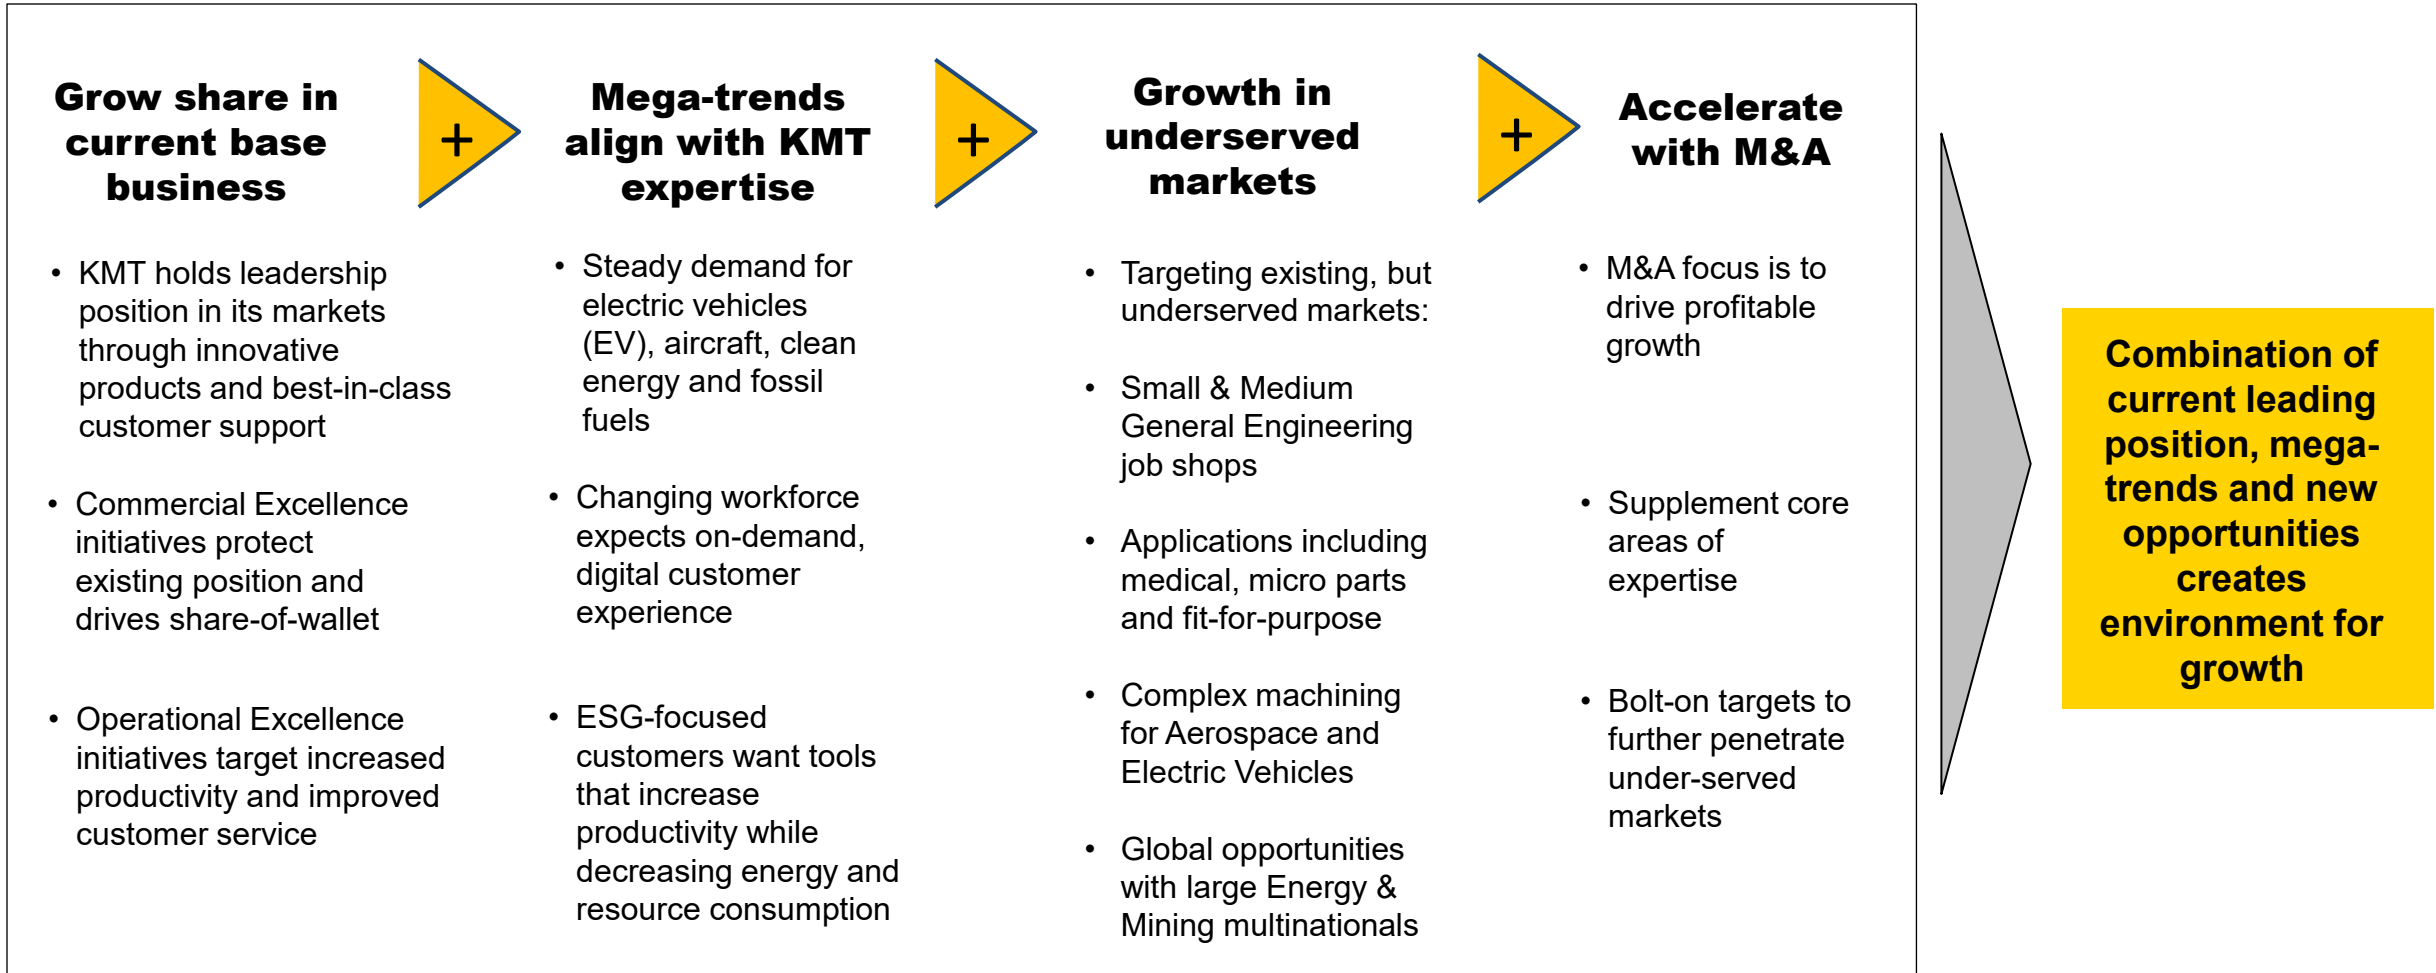 Grow share in
current base
business
+
Mega-trends
align with KMT
expertise
+
Growth in
underserved
markets
+
Accelerate
with M&A
• KMT holds leadership
position in its markets
through innovative
products and best-in-class
customer support
• Commercial Excellence
initiatives protect
existing position and
drives share-of-wallet
• Operational Excellence
initiatives target increased
productivity and improved
customer service
• Steady demand for
electric vehicles
(EV), aircraft, clean
energy and fossil
fuels
• Changing workforce
expects on-demand,
digital customer
experience
• ESG-focused
customers want tools
that increase
productivity while
decreasing energy and
resource consumption
• Targeting existing, but
underserved markets:
• Small & Medium
General Engineering
job shops
• Applications including
medical, micro parts
and fit-for-purpose
• Complex machining
for Aerospace and
Electric Vehicles
• Global opportunities
with large Energy &
Mining multinationals
• M&A focus is to
drive profitable
growth
• Supplement core
areas of
expertise
• Bolt-on targets to
further penetrate
under-served
markets
Combination of
current leading
position, mega-
trends and new
opportunities
creates
environment for
growth